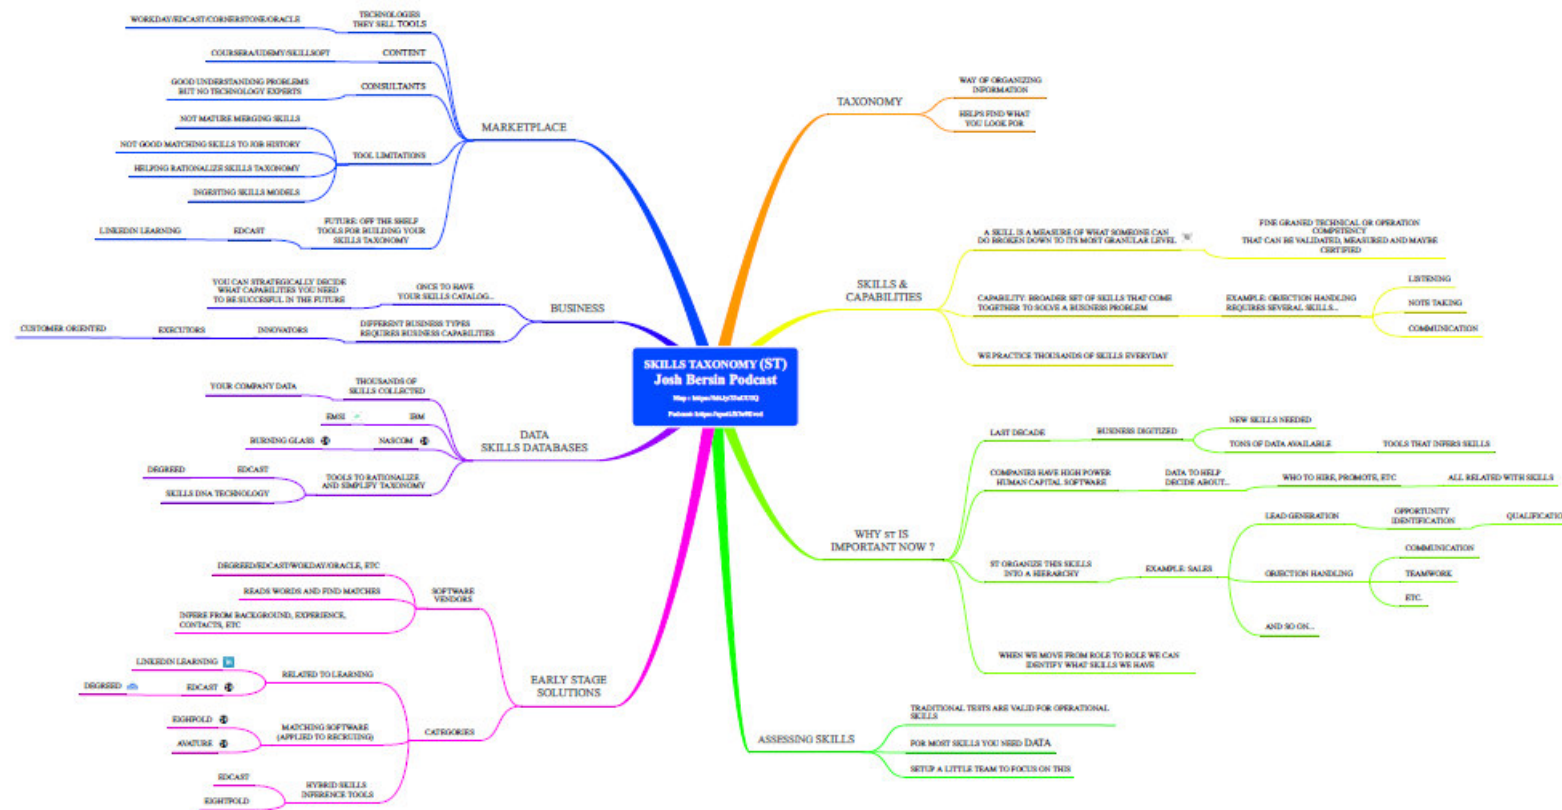 SKILLS TAXONOMY (ST)
Josh Bersin Podcast
TAXONOMY
WAY OF ORGANIZING
INFORMATION
HELPS FIND WHAT
YOU LOOK FOR
SKILLS &
CAPABILITIES
A SKILL IS A MEASURE OF WHAT SOMEONE CAN
DO BROKEN DOWN TO ITS MOST GRANULAR LEVEL
FINE GRANED TECHNICAL OR OPERATION
COMPETENCY
THAT CAN BE VALIDATED, MEASURED AND MAYBE
CERTIFIED
CAPABILITY: BROADER SET OF SKILLS THAT COME
TOGETHER TO SOLVE A BUSINESS PROBLEM
EXAMPLE: OBJECTION HANDLING
REQUIRES SEVERAL SKILLS...
LISTENING
NOTE TAKING
COMMUNICATION
WE PRACTICE THOUSANDS OF SKILLS EVERYDAY
WHY ST IS
IMPORTANT NOW ?
LAST DECADE
BUSINESS DIGITIZED
NEW SKILLS NEEDED
TONS OF DATA AVAILABLE
TOOLS THAT INFERS SKILLS
COMPANIES HAVE HIGH POWER
HUMAN CAPITAL SOFTWARE
DATA TO HELP
DECIDE ABOUT...
WHO TO HIRE, PROMOTE, ETC
ALL RELATED WITH SKILLS
ST ORGANIZE THIS SKILLS
INTO A HIERARCHY
EXAMPLE: SALES
LEAD GENERATION
OPPORTUNITY
IDENTIFICATION
QUALIFICATIO
OBJECTION HANDLING
COMMUNICATION
TEAMWORK
ETC.
AND SO ON...
WHEN WE MOVE FROM ROLE TO ROLE WE CAN
IDENTIFY WHAT SKILLS WE HAVE
ASSESSING SKILLS
TRADITIONAL TESTS ARE VALID FOR OPERATIONAL
SKILLS
FOR MOST SKILLS YOU NEED DATA
SETUP A LITTLE TEAM TO FOCUS ON THIS
MARKETPLACE
TECHNOLOGIES
THEY SELL TOOLS
WORKDAY/EDCAST/CORNERSTONE/ORACLE
CONTENT
COURSERA/UDEMY/SKILLSOFT
CONSULTANTS
GOOD UNDERSTANDING PROBLEMS
BUT NO TECHNOLOGY EXPERTS
TOOL LIMITATIONS
NOT MATURE MERGING SKILLS
NOT GOOD MATCHING SKILLS TO JOB HISTORY
HELPING RATIONALIZE SKILLS TAXONOMY
INGESTING SKILLS MODELS
FUTURE: OFF THE SHELF
TOOLS FOR BUILDING YOUR
SKILLS TAXONOMY
EDCAST
LINKEDIN LEARNING
BUSINESS
ONCE TO HAVE
YOUR SKILLS CATALOG...
YOU CAN STRATEGICALLY DECIDE
WHAT CAPABILITIES YOU NEED
TO BE SUCCESFUL IN THE FUTURE
DIFFERENT BUSINESS TYPES
REQUIRES BUSINESS CAPABILITIES
INNOVATORS
EXECUTORS
CUSTOMER ORIENTED
DATA
SKILLS DATABASES
THOUSANDS OF
SKILLS COLLECTED
YOUR COMPANY DATA
IBM
EMSI
NASCOM
BURNING GLASS
TOOLS TO RATIONALIZE
AND SIMPLIFY TAXONOMY
EDCAST
DEGREED
SKILLS DNA TECHNOLOGY
EARLY STAGE
SOLUTIONS
SOFTWARE
VENDORS
DEGREED/EDCAST/WOKDAY/ORACLE, ETC
READS WORDS AND FIND MATCHES
INFERE FROM BACKGROUND, EXPERIENCE,
CONTACTS, ETC
CATEGORIES
RELATED TO LEARNING
LINKEDIN LEARNING
EDCAST
DEGREED
MATCHING SOFTWARE
(APPLIED TO RECRUIING)
EIGHFOLD
AVATURE
HYBRID SKILLS
INFERENCE TOOLS
EDCAST
EIGHTFOLD